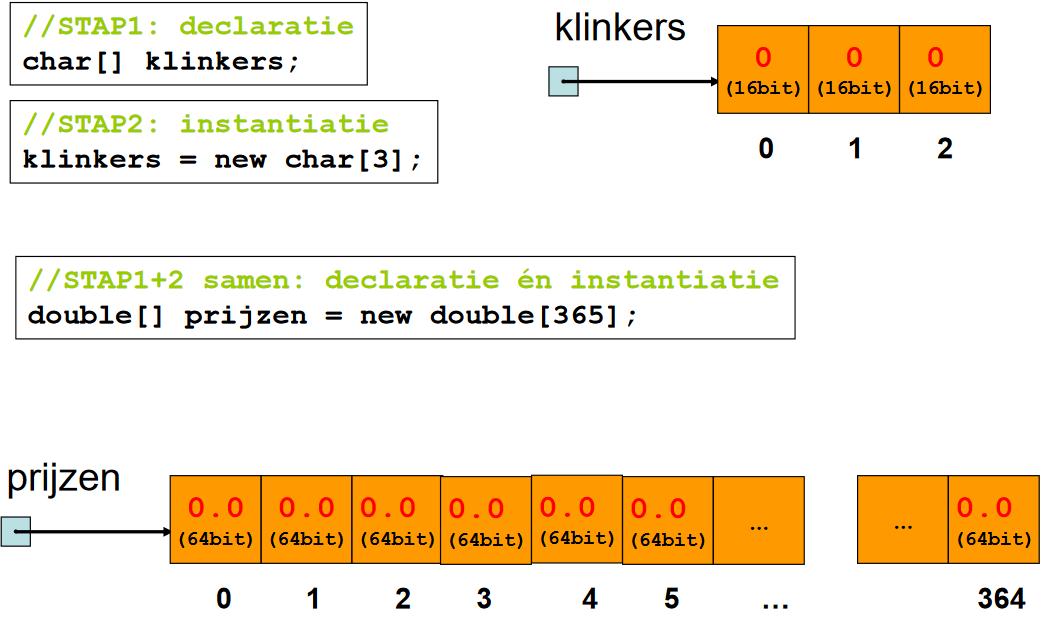 //STAP1: declaratie
char[] klinkers;
//STAP2: instantiatie
klinkers = new char[3];
klinkers
0 0 0
(16bit) (16bit) (16bit)
0 1 2
//STAP1+2 samen: declaratie én instantiatie
double[] prijzen = new double[365];
prijzen
0.0 0.0 0.0 0.0 0.0 0.0 ... ... 0.0
(64bit) (64bit) (64bit) (64bit) (64bit) (64bit) (64bit)
0 1 2 3 4 5 ... 364